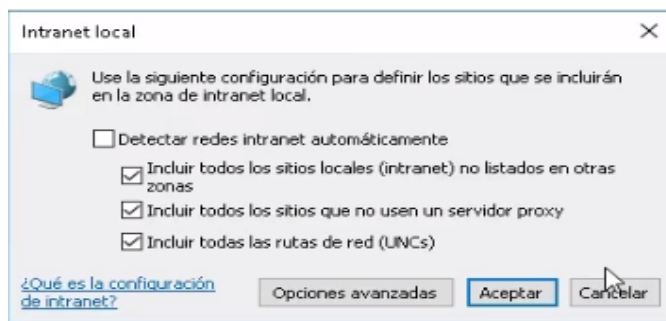 Intranet local
Use la siguiente configuración para definir los sitios que se incluirán
en la zona de intranet local.
Detectar redes intranet automáticamente
Incluir todos los sitios locales (intranet) no listados en otras
zonas
Incluir todos los sitios que no usen un servidor proxy
Incluir todas las rutas de red (UNCs)
¿Qué es la configuración
de intranet?
Opciones avanzadas
Aceptar
Cancelar